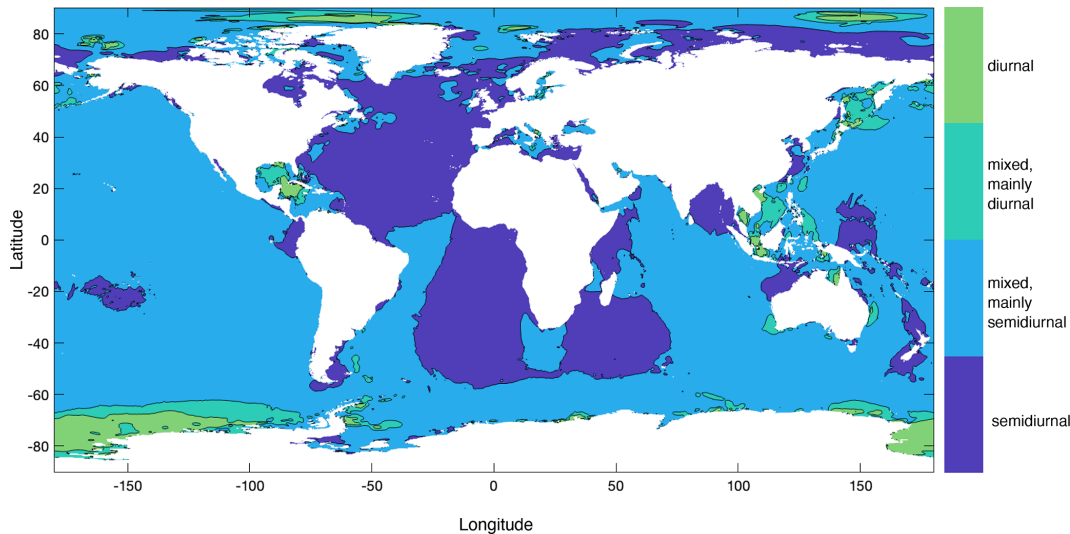 80
60
40
20
0
-20
-40
-60
-80
Latitude
-150
-100
-50
0
50
100
150
Longitude
diurnal
mixed,
mainly
diurnal
mixed,
mainly
semidiurnal
semidiurnal